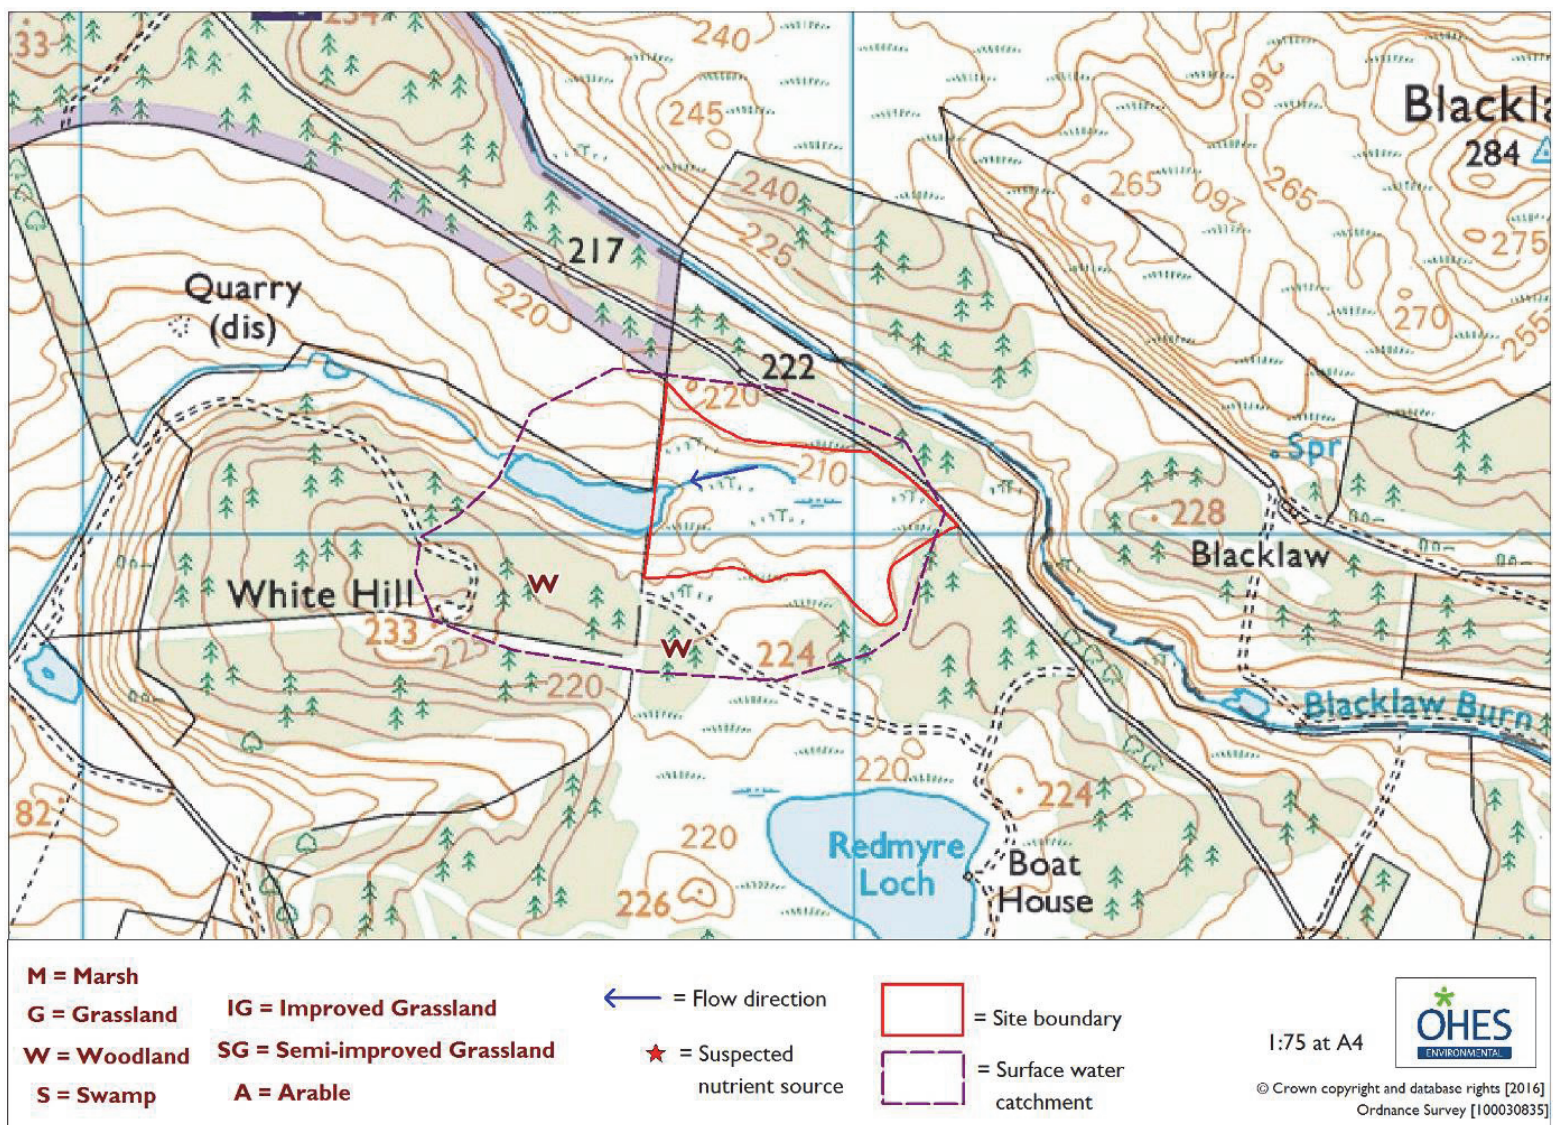 234
33
240
245
Blackla
284
240
265
260
265
260
217
225
275
Quarry
(dis)
220
270
255
222
220
Spr
210
228
Blacklaw
W
White Hill
233
225
W
224
220
Blacklaw Burn
220
224
82
220
Redmyre
Loch
Boat
House
226
M = Marsh
G = Grassland
W = Woodland
S = Swamp
IG = Improved Grassland
SG = Semi-improved Grassland
A = Arable
= Flow direction
= Suspected
nutrient source
= Site boundary
= Surface water
catchment
1:75 at A4
OHES
ENVIRONMENTAL
© Crown copyright and database rights [2016]
Ordnance Survey [100030835]